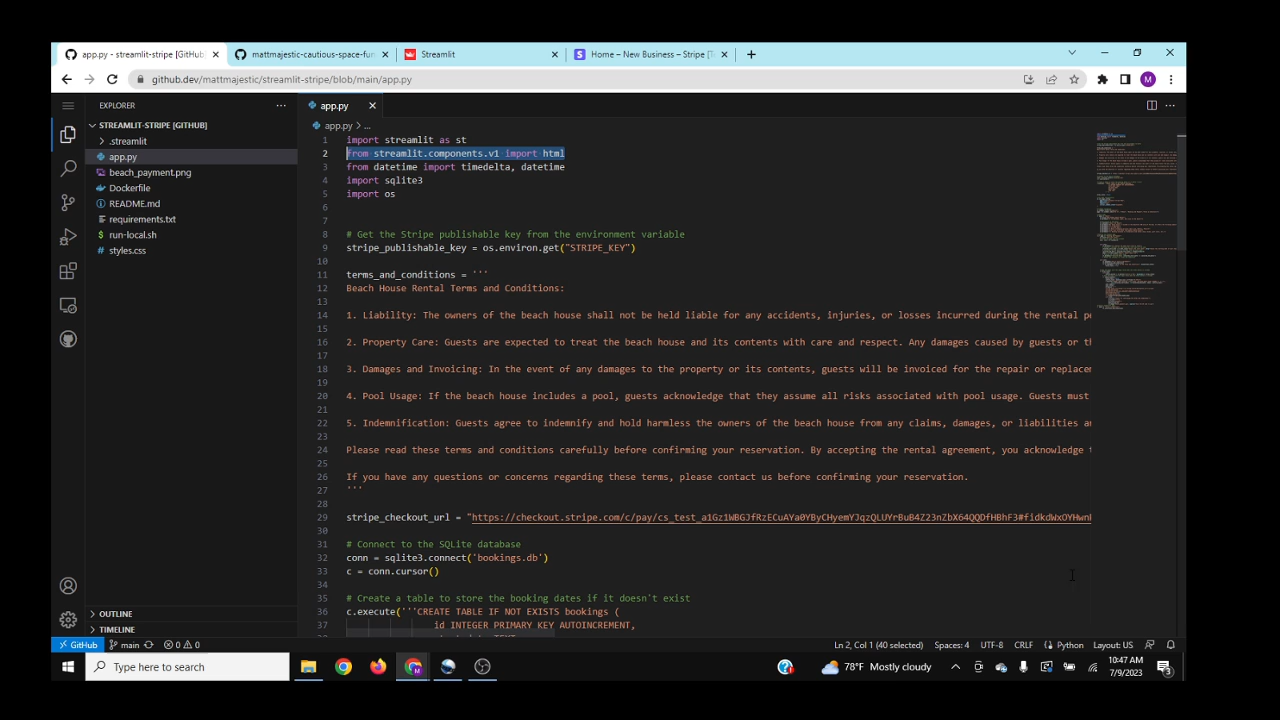 app.py - streamlit-stripe [GitHub]
mattmajestic-cautious-space-fun
Streamlit
Home – New Business – Stripe [T
github.dev/mattmajestic/streamlit-stripe/blob/main/app.py
M
EXPLORER
STREAMLIT-STRIPE [GITHUB]
.streamlit
app.py
beach_payment.png
Dockerfile
README.md
requirements.txt
run-local.sh
styles.css
OUTLINE
TIMELINE
app.py
app.py > ...
1 import streamlit as st
2 from streamlit.components.v1 import html
3 from datetime import timedelta, datetime
4 import sqlite3
5 import os
6
7
8 # Get the Stripe publishable key from the environment variable
9 stripe_publishable_key = os.environ.get("STRIPE_KEY")
10
11 terms_and_conditions = '''
12 Beach House Rental Terms and Conditions:
13
14 1. Liability: The owners of the beach house shall not be held liable for any accidents, injuries, or losses incurred during the rental
15
16 2. Property Care: Guests are expected to treat the beach house and its contents with care and respect. Any damages caused by guests or
17
18 3. Damages and Invoicing: In the event of any damages to the property or its contents, guests will be invoiced for the repair or replacem
19
20 4. Pool Usage: If the beach house includes a pool, guests acknowledge that they assume all risks associated with pool usage. Guests must
21
22 5. Indemnification: Guests agree to indemnify and hold harmless the owners of the beach house from any claims, damages, or liabilities
23
24 Please read these terms and conditions carefully before confirming your reservation. By accepting the rental agreement, you acknowledge
25
26 If you have any questions or concerns regarding these terms, please contact us before confirming your reservation.
27 '''
28
29 stripe_checkout_url = "https://checkout.stripe.com/c/pay/cs_test_a1Gz1WBGJfRzECuAYa0YByCHyemYJqzQLUYrBuB4Z23nZbX64QQDfHBhF3#fidkdWxOYHwn
30
31 # Connect to the SQLite database
32 conn = sqlite3.connect('bookings.db')
33 c = conn.cursor()
34
35 # Create a table to store the booking dates if it doesn't exist
36 c.execute('''CREATE TABLE IF NOT EXISTS bookings (
37 id INTEGER PRIMARY KEY AUTOINCREMENT,
GitHub main 0 0 Ln 2, Col 1 (40 selected) Spaces: 4 UTF-8 CRLF Python Layout: US
Type here to search
78°F Mostly cloudy
10:47 AM
7/9/2023
3